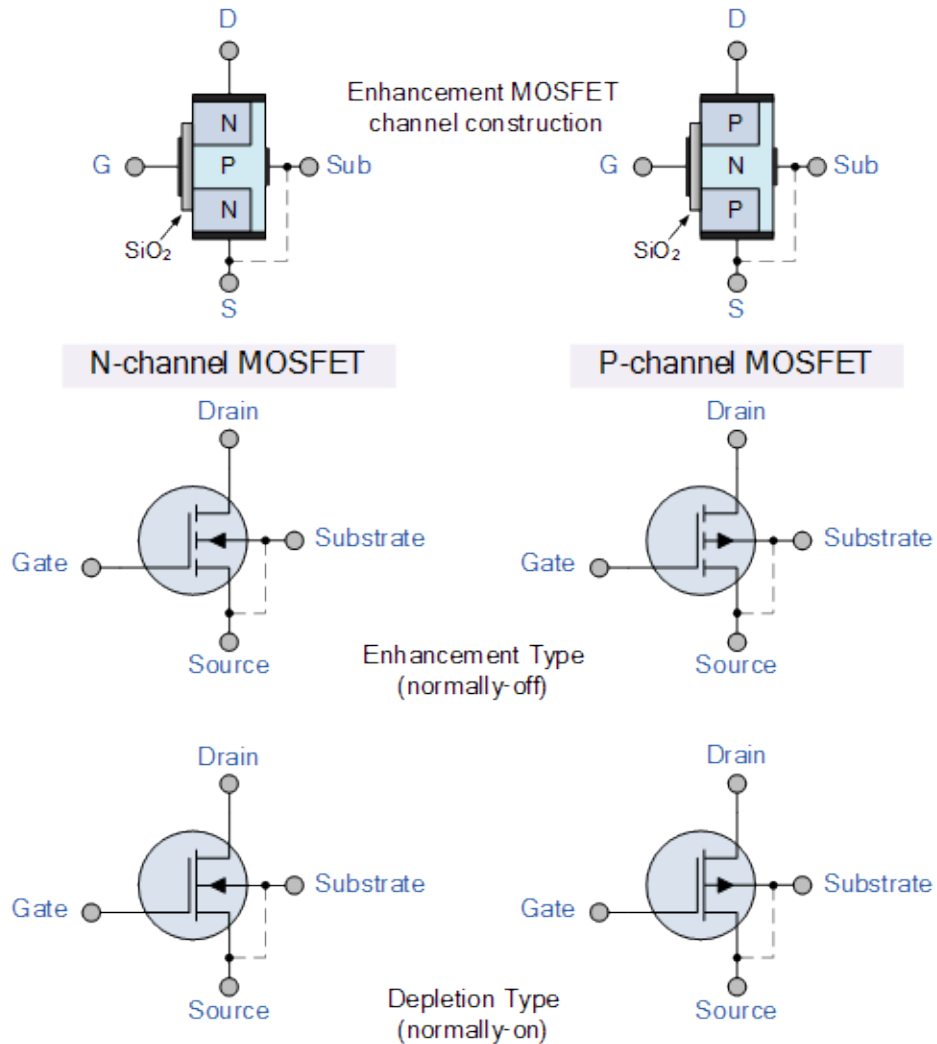 D
D
Enhancement MOSFET
channel construction
N
P
N
P
N
P
G
Sub
G
Sub
SiO₂
SiO₂
S
S
N-channel MOSFET
P-channel MOSFET
Drain
Drain
Gate
Substrate
Gate
Substrate
Source
Source
Enhancement Type
(normally-off)
Drain
Drain
Gate
Substrate
Gate
Substrate
Source
Source
Depletion Type
(normally-on)